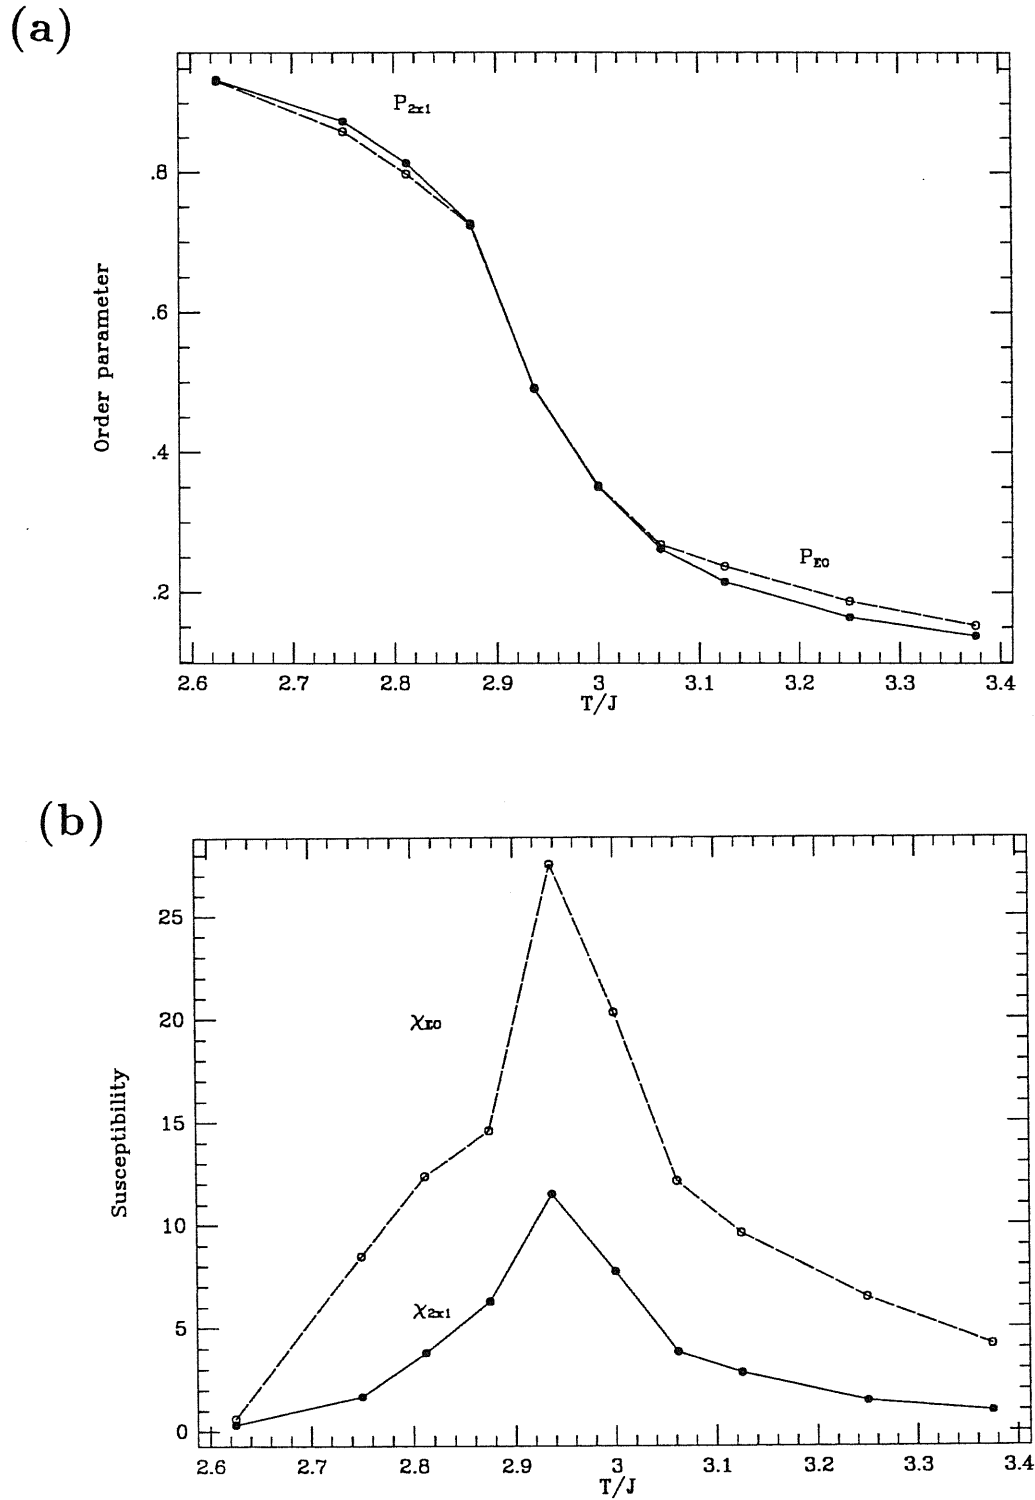 (a)
P2x1
.8
.6
.4
.2
Order parameter
PEO
2.6 2.7 2.8 2.9 3 3.1 3.2 3.3 3.4
T/J
(b)
25
20
15
10
5
0
Susceptibility
χEO
χ2x1
2.6 2.7 2.8 2.9 3 3.1 3.2 3.3 3.4
T/J